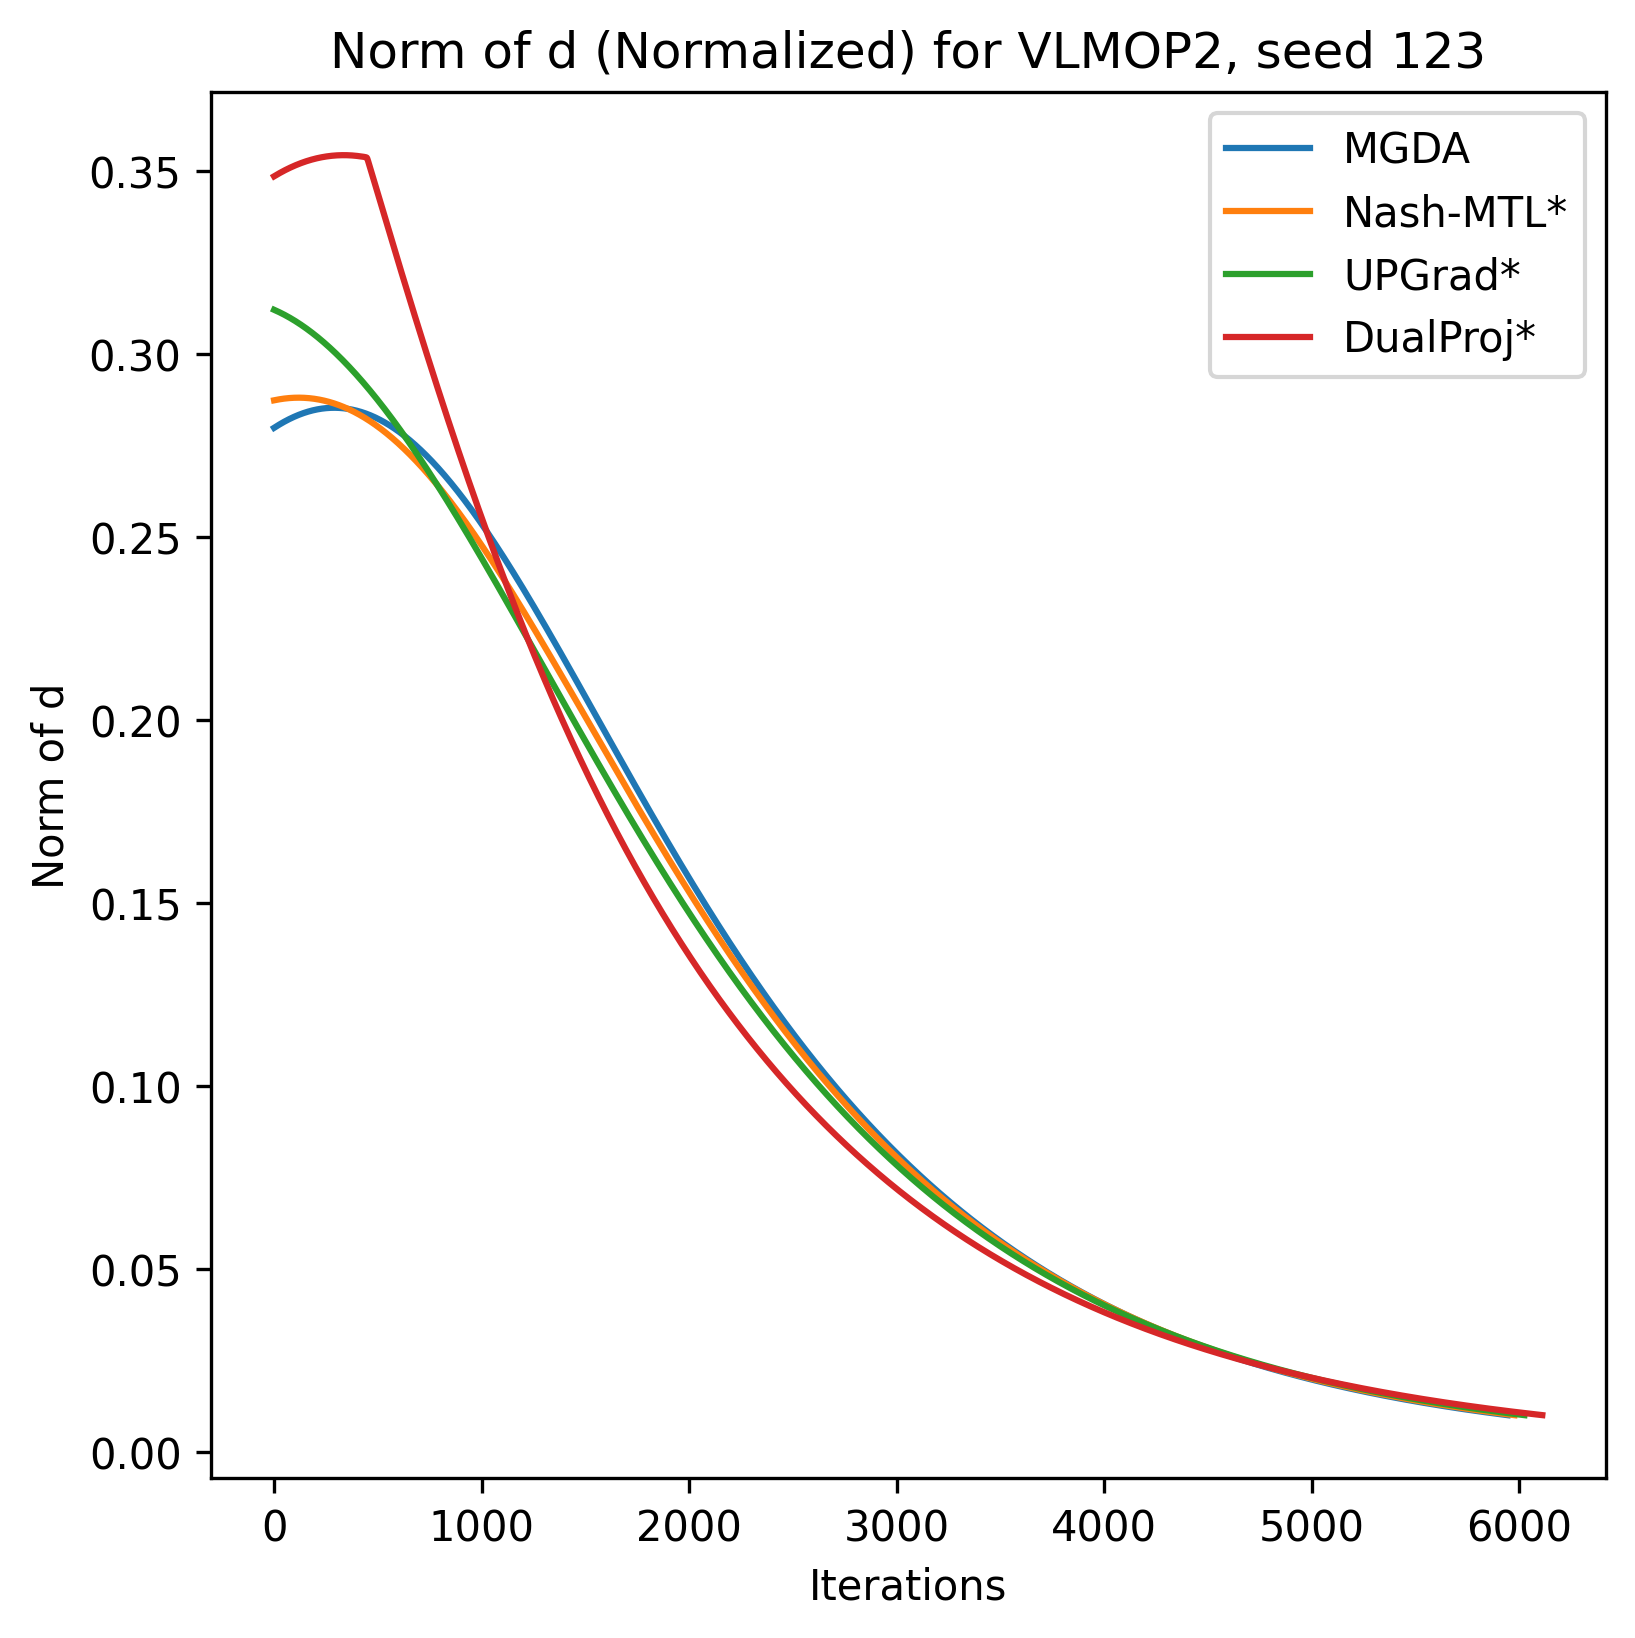 Norm of d (Normalized) for VLMOP2, seed 123
MGDA
Nash-MTL*
UPGrad*
DualProj*
Norm of d
0.35
0.30
0.25
0.20
0.15
0.10
0.05
0.00
0 1000 2000 3000 4000 5000 6000
Iterations